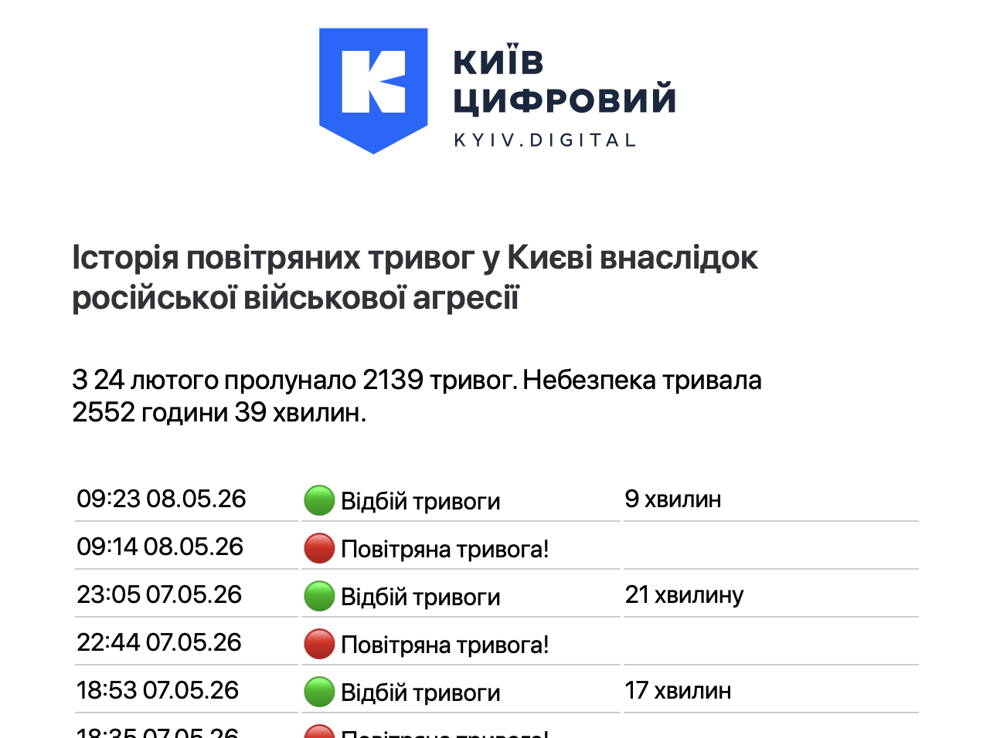 КИЇВ
ЦИФРОВИЙ
KYIV.DIGITAL
Історія повітряних тривог у Києві внаслідок
російської військової агресії
З 24 лютого пролунало 2139 тривог. Небезпека тривала
2552 години 39 хвилин.
09:23 08.05.26 Відбій тривоги 9 хвилин
09:14 08.05.26 Повітряна тривога!
23:05 07.05.26 Відбій тривоги 21 хвилину
22:44 07.05.26 Повітряна тривога!
18:53 07.05.26 Відбій тривоги 17 хвилин
18:35 07.05.26 Повітряна тривога!